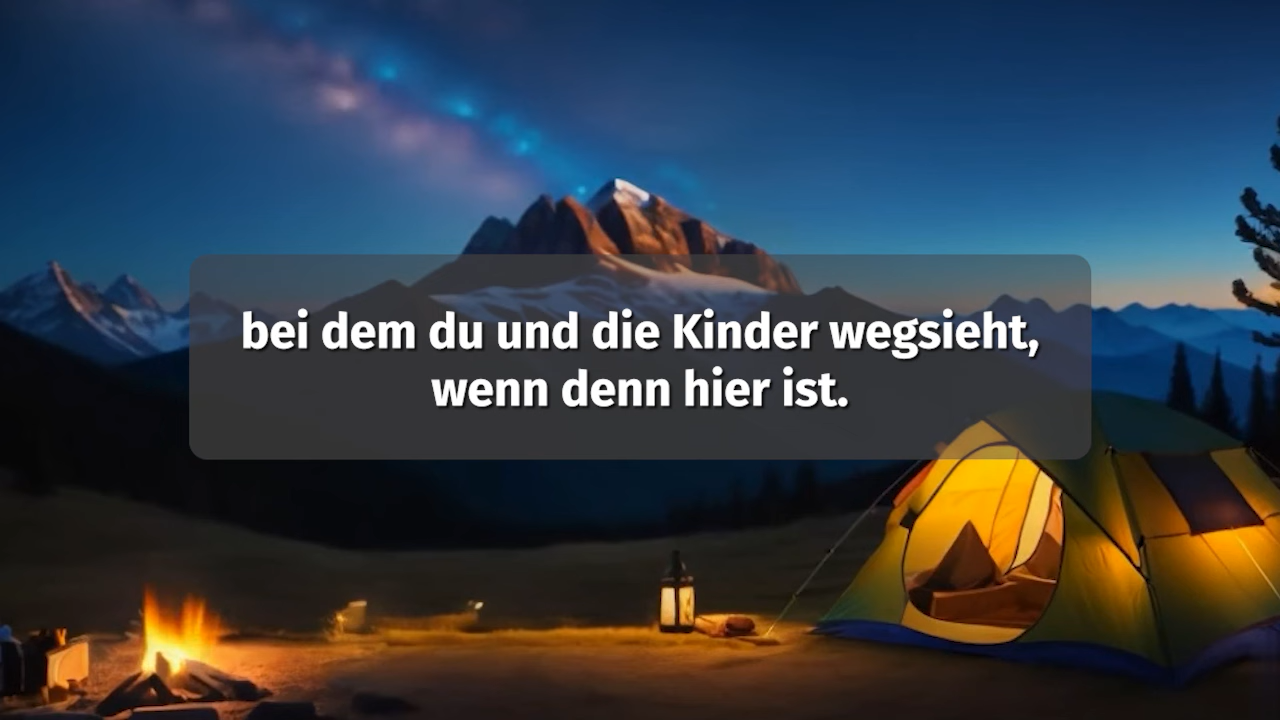 bei dem du und die Kinder wegsieht,
wenn denn hier ist.